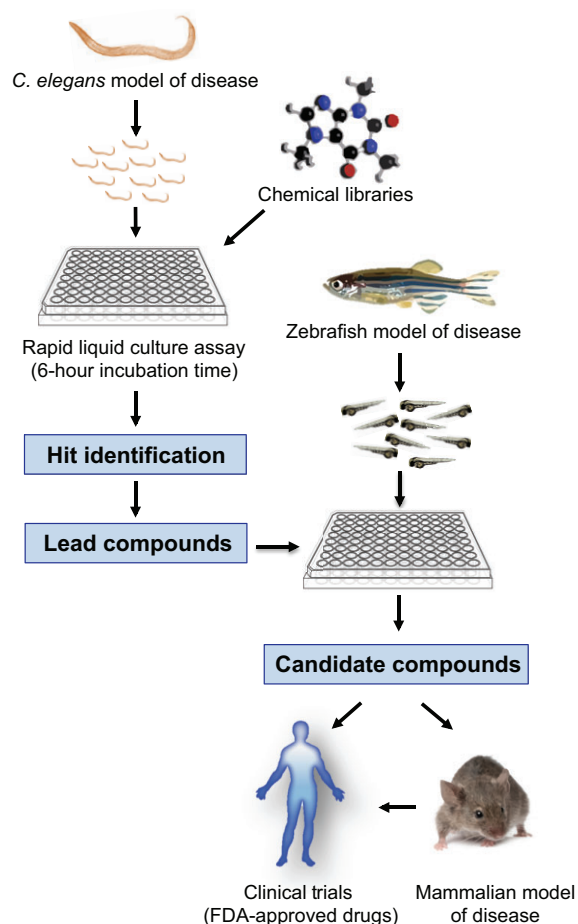 C. elegans model of disease
Chemical libraries
Rapid liquid culture assay
(6-hour incubation time)
Zebrafish model of disease
Hit identification
Lead compounds
Candidate compounds
Clinical trials
(FDA-approved drugs)
Mammalian model
of disease